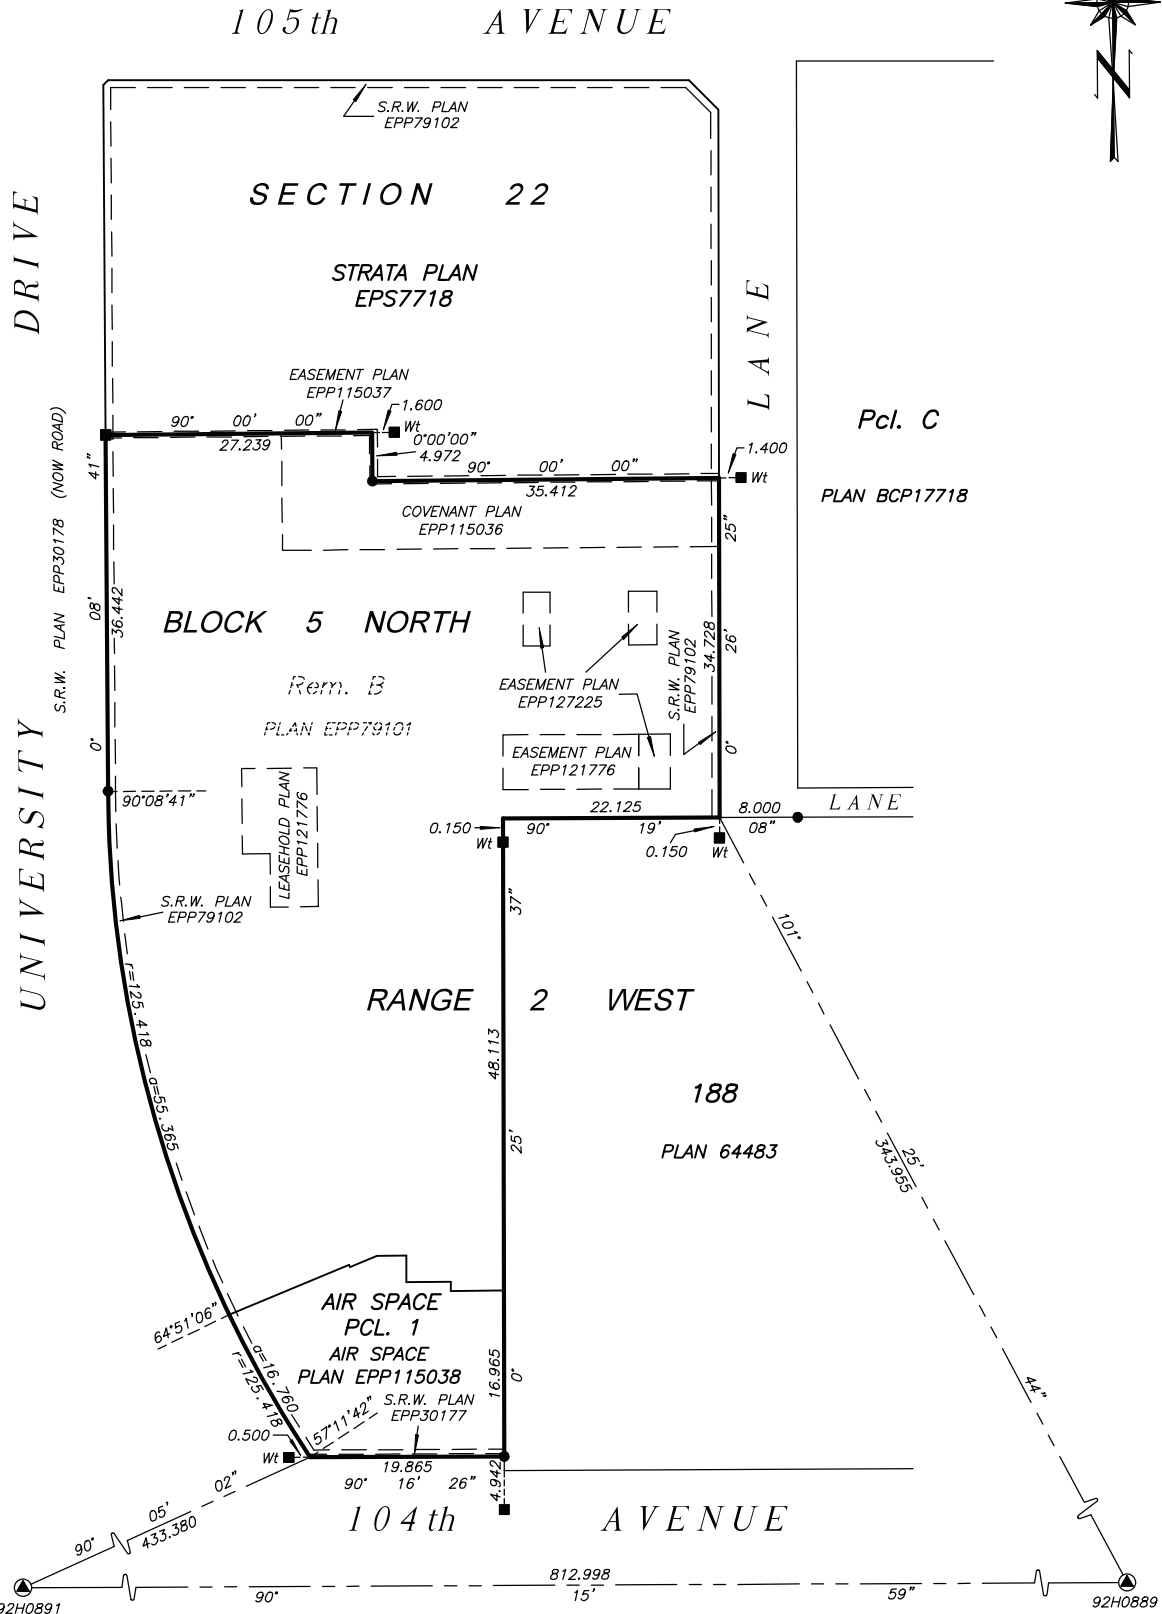 105th AVENUE
N
S.R.W. PLAN
EPP79102
SECTION 22
DRIVE
STRATA PLAN
EPS7718
LANE
EASEMENT PLAN
EPP115037
1.600
Wt
90° 00' 00"
27.239
0°00'00"
4.972
90° 00' 00"
35.412
1.400
Wt
Pcl. C
PLAN BCP17718
COVENANT PLAN
EPP115036
S.R.W. PLAN EPP30178 (NOW ROAD)
0° 08' 41"
36.442
BLOCK 5 NORTH
Rem. B
PLAN EPP79101
EASEMENT PLAN
EPP127225
S.R.W. PLAN
EPP79102
34.728
0° 26' 25"
EASEMENT PLAN
EPP121776
UNIVERSITY
90°08'41"
LEASEHOLD PLAN
EPP121776
22.125
8.000
LANE
0.150
90° 19' 08"
Wt
0.150
Wt
S.R.W. PLAN
EPP79102
r=125.418
a=55.365
RANGE 2 WEST
48.113
0° 25' 37"
188
PLAN 64483
101° 25' 44"
343.955
64°51'06"
AIR SPACE
PCL. 1
AIR SPACE
PLAN EPP115038
16.965
a=16.760
r=125.418
57°11'42"
S.R.W. PLAN
EPP30177
0.500
Wt
19.865
90° 16' 26"
4.942
104th AVENUE
90° 05' 02"
433.380
812.998
90° 15' 59"
92H0891
92H0889